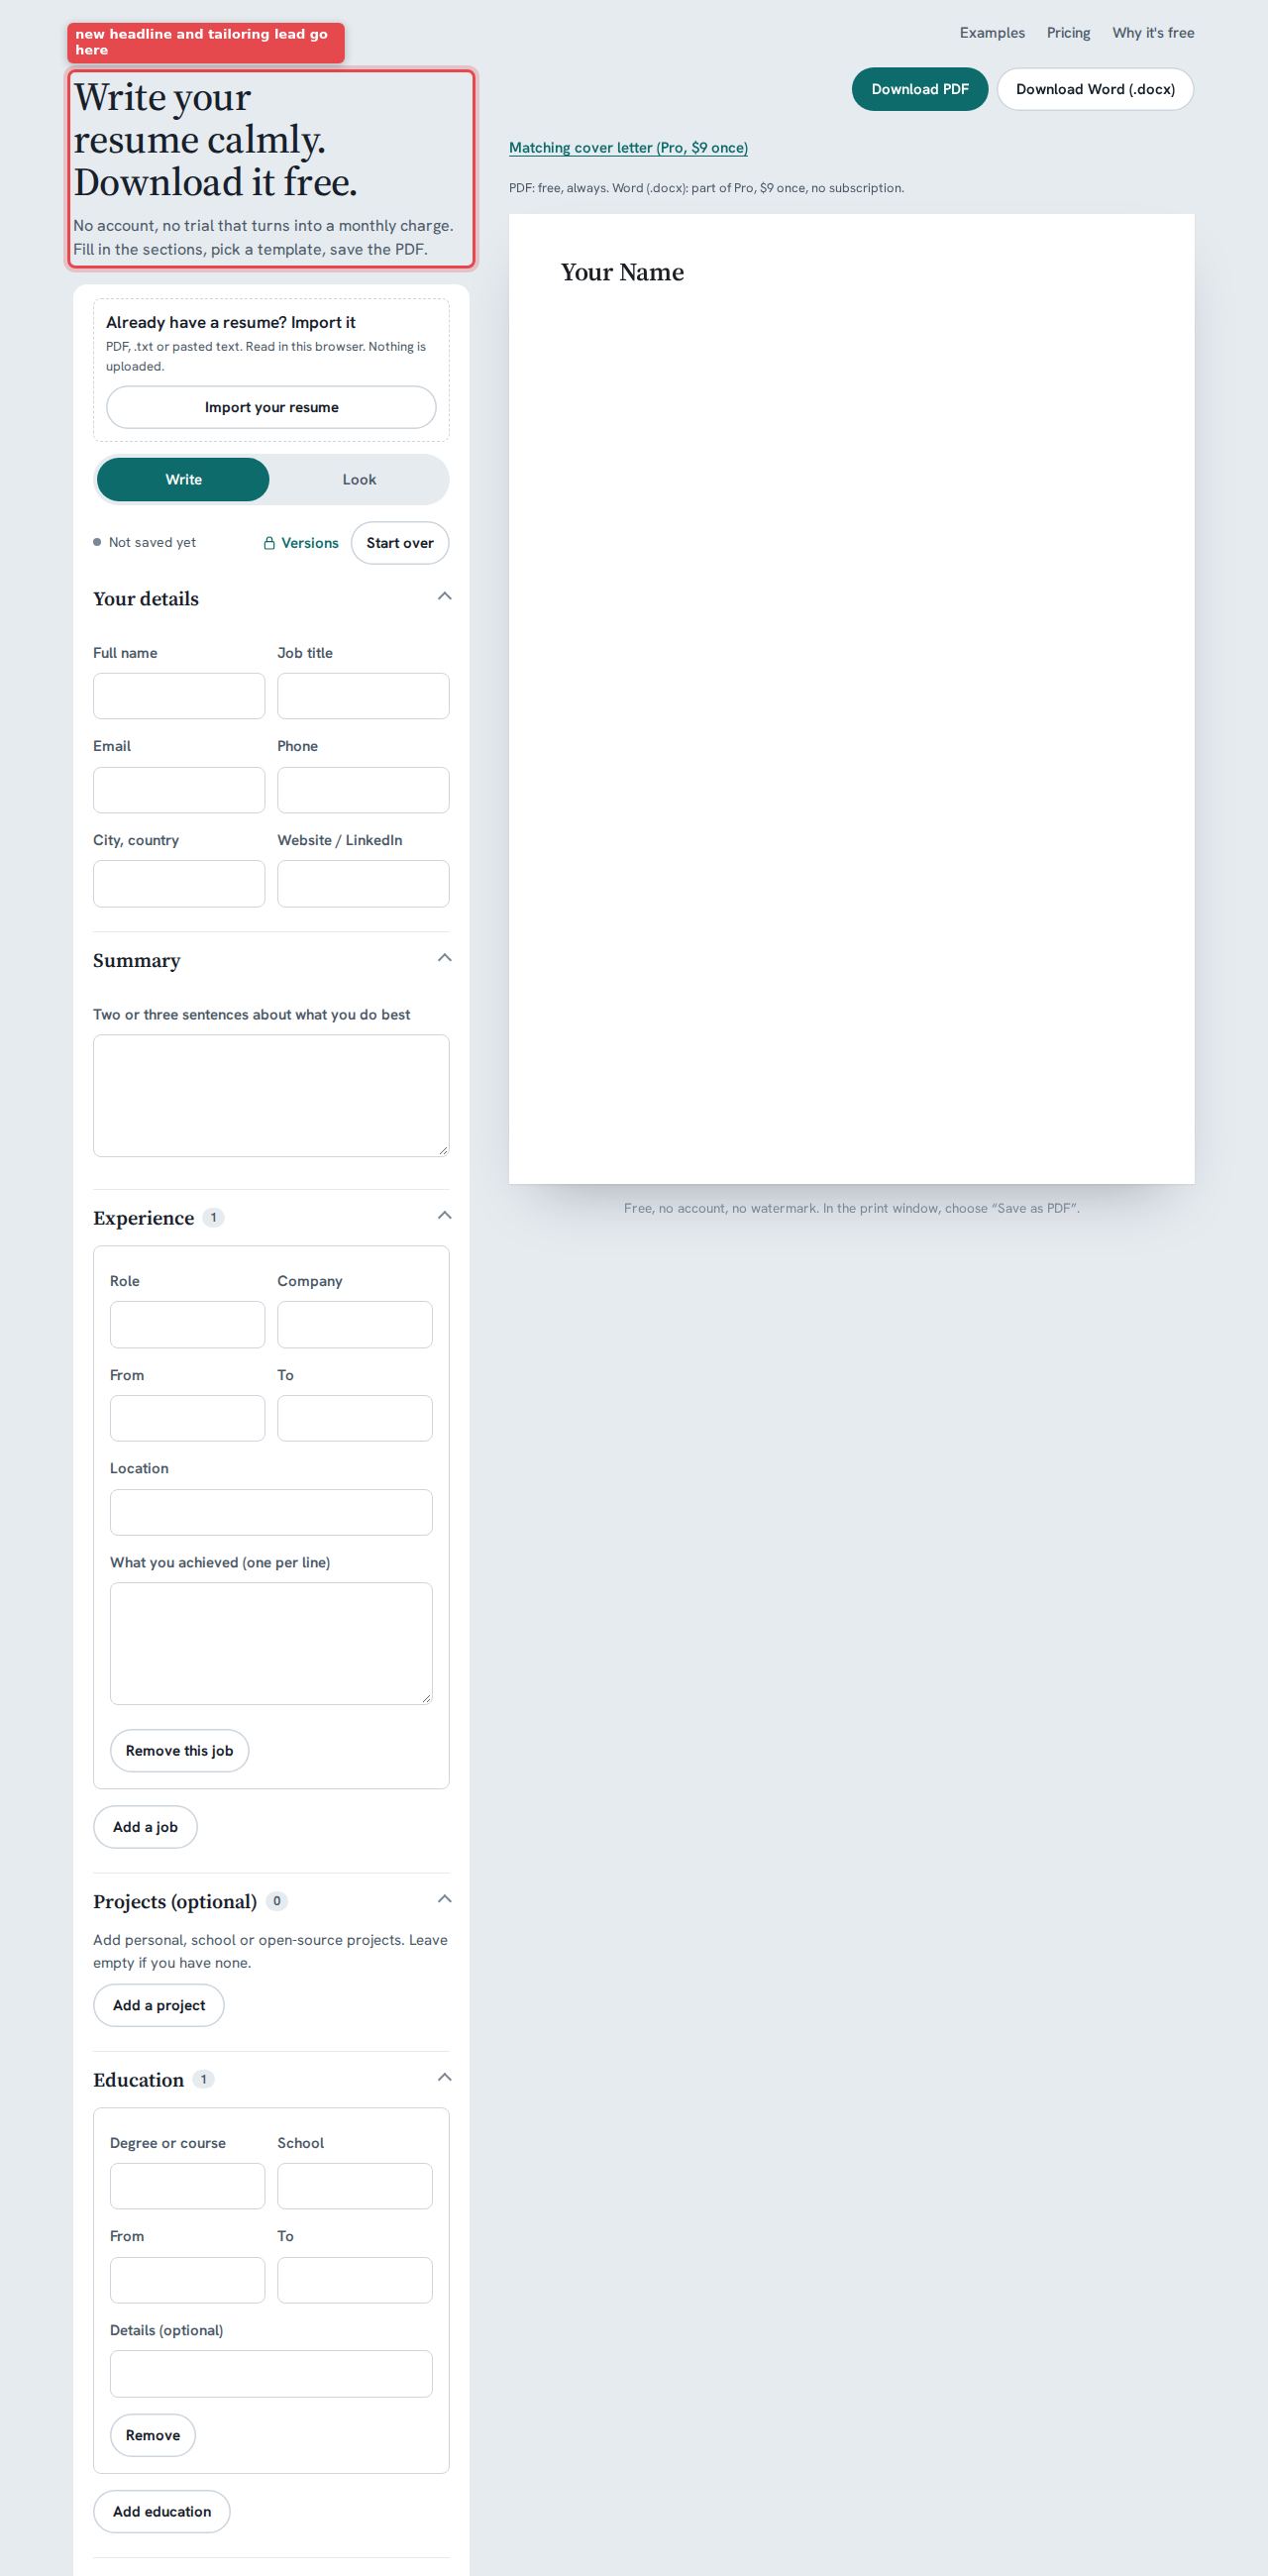 new headline and tailoring lead go
here
Examples Pricing Why it's free
Write your
resume calmly.
Download it free.
No account, no trial that turns into a monthly charge.
Fill in the sections, pick a template, save the PDF.
Download PDF Download Word (.docx)
Matching cover letter (Pro, $9 once)
PDF: free, always. Word (.docx): part of Pro, $9 once, no subscription.
Your Name
Free, no account, no watermark. In the print window, choose “Save as PDF”.
Already have a resume? Import it
PDF, .txt or pasted text. Read in this browser. Nothing is
uploaded.
Import your resume
Write Look
Not saved yet Versions Start over
Your details
Full name Job title
Email Phone
City, country Website / LinkedIn
Summary
Two or three sentences about what you do best
Experience 1
Role Company
From To
Location
What you achieved (one per line)
Remove this job
Add a job
Projects (optional) 0
Add personal, school or open-source projects. Leave
empty if you have none.
Add a project
Education 1
Degree or course School
From To
Details (optional)
Remove
Add education